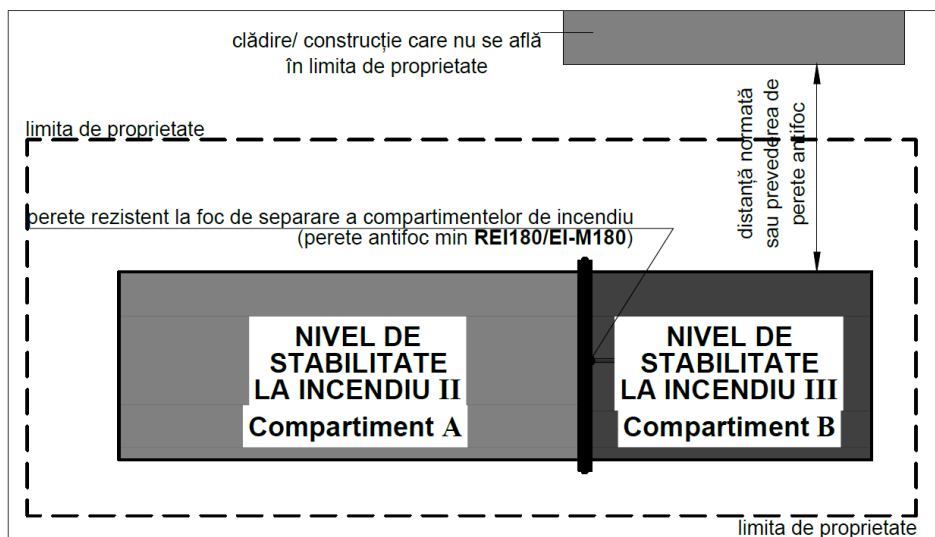 clădire/ construcție care nu se află
în limita de proprietate
distanță normată
sau prevederea de
perete antifoc
limita de proprietate
perete rezistent la foc de separare a compartimentelor de incendiu
(perete antifoc min REI180/EI-M180)
NIVEL DE
STABILITATE
LA INCENDIU II
Compartiment A
NIVEL DE
STABILITATE
LA INCENDIU III
Compartiment B
limita de proprietate